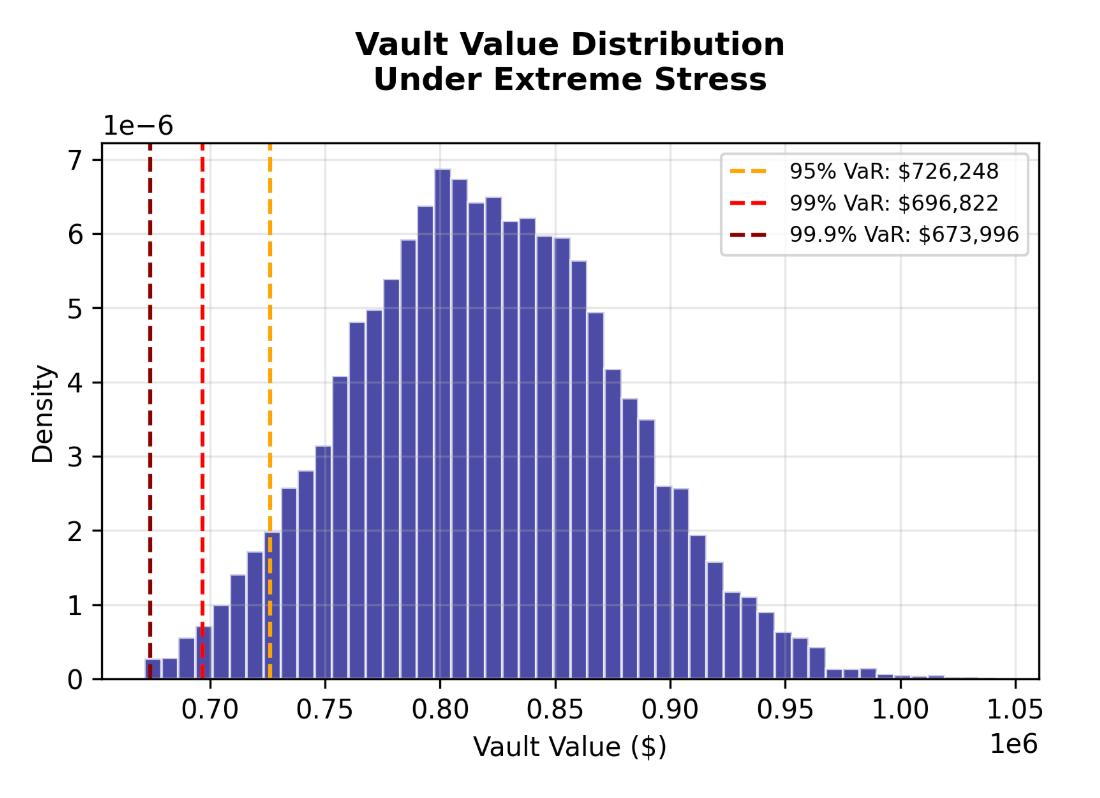 Vault Value Distribution
Under Extreme Stress
1e−6
7
6
5
4
3
2
1
0
Density
95% VaR: $726,248
99% VaR: $696,822
99.9% VaR: $673,996
0.70 0.75 0.80 0.85 0.90 0.95 1.00 1.05
1e6
Vault Value ($)